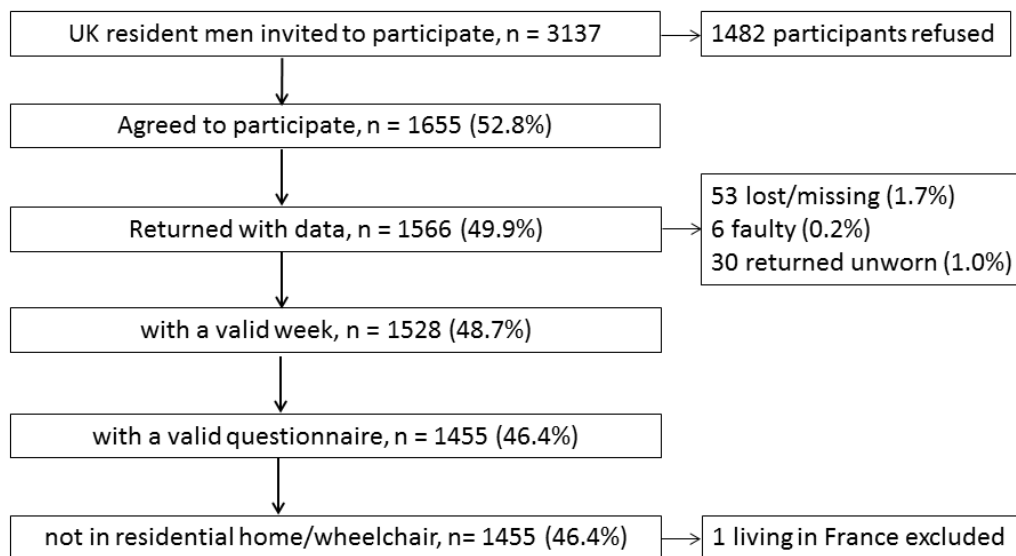 UK resident men invited to participate, n = 3137
1482 participants refused
Agreed to participate, n = 1655 (52.8%)
53 lost/missing (1.7%)
6 faulty (0.2%)
30 returned unworn (1.0%)
Returned with data, n = 1566 (49.9%)
with a valid week, n = 1528 (48.7%)
with a valid questionnaire, n = 1455 (46.4%)
not in residential home/wheelchair, n= 1455 (46.4%)
1 living in France excluded